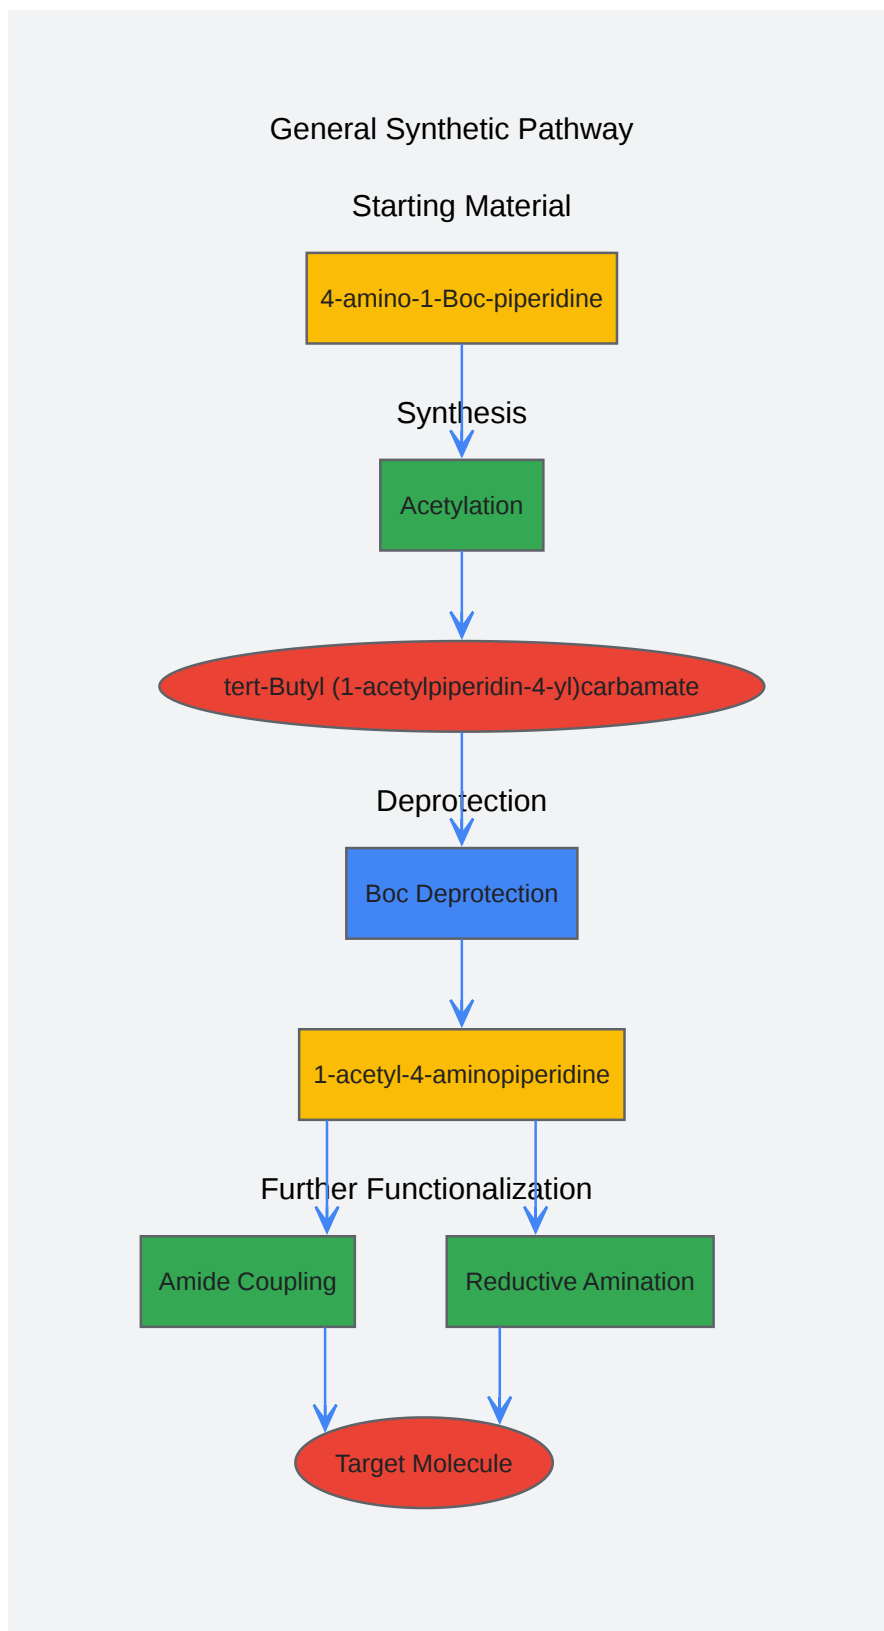 General Synthetic Pathway
Starting Material
4-amino-1-Boc-piperidine
Synthesis
Acetylation
tert-Butyl (1-acetylpiperidin-4-yl)carbamate
Deprotection
Boc Deprotection
1-acetyl-4-aminopiperidine
Further Functionalization
Amide Coupling
Reductive Amination
Target Molecule